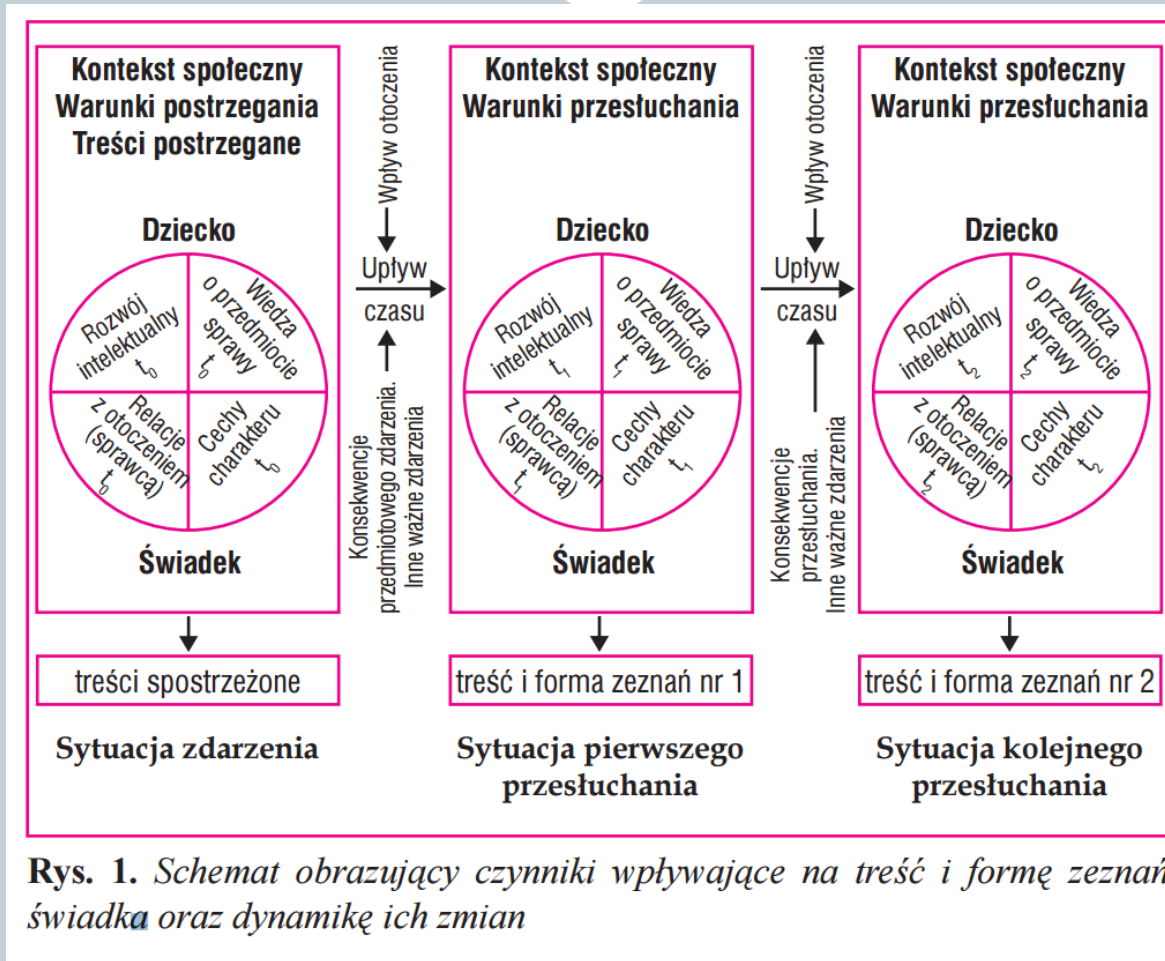 Kontekst społeczny
Warunki postrzegania
Treści postrzegane
Dziecko
Rozwój
intelektualny
t0
Wiedza
o przedmiocie
sprawy
t0
Relacje
z otoczeniem
(sprawcą)
t0
Cechy
charakteru
t0
Świadek
treści spostrzeżone
Sytuacja zdarzenia
Wpływ otoczenia
Upływ
czasu
Konsekwencje
przedmiotowego zdarzenia.
Inne ważne zdarzenia
Kontekst społeczny
Warunki przesłuchania
Dziecko
Rozwój
intelektualny
t1
Wiedza
o przedmiocie
sprawy
t1
Relacje
z otoczeniem
(sprawcą)
t1
Cechy
charakteru
t1
Świadek
treść i forma zeznań nr 1
Sytuacja pierwszego
przesłuchania
Wpływ otoczenia
Upływ
czasu
Konsekwencje
przesłuchania.
Inne ważne zdarzenia
Kontekst społeczny
Warunki przesłuchania
Dziecko
Rozwój
intelektualny
t2
Wiedza
o przedmiocie
sprawy
t2
Relacje
z otoczeniem
(sprawcą)
t2
Cechy
charakteru
t2
Świadek
treść i forma zeznań nr 2
Sytuacja kolejnego
przesłuchania
Rys. 1. Schemat obrazujący czynniki wpływające na treść i formę zeznań
świadka oraz dynamikę ich zmian